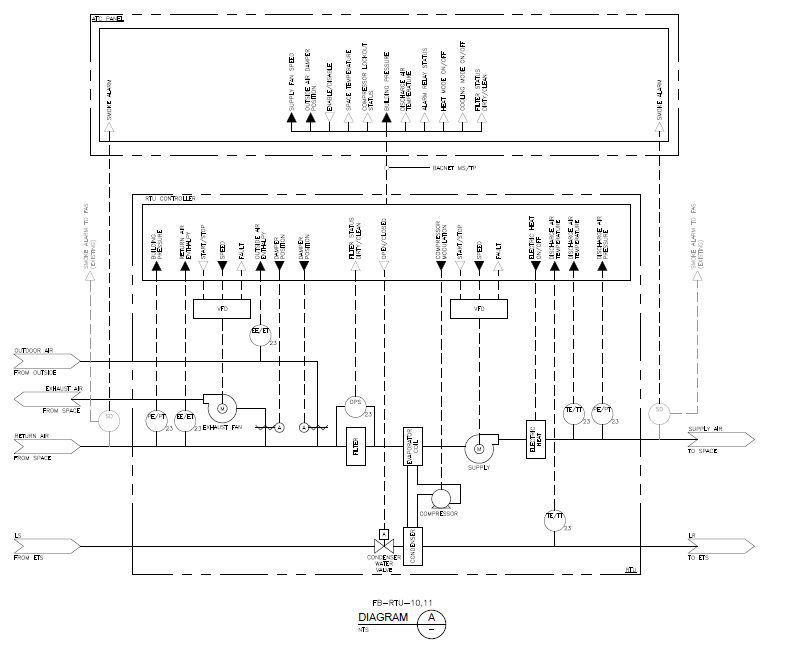 ATC PANEL
SMOKE ALARM
SUPPLY FAN SPEED
OUTSIDE AIR DAMPER
POSITION
ENABLE/DISABLE
SPACE TEMPERATURE
COMPRESSOR LOCKOUT
STATUS
BUILDING PRESSURE
DISCHARGE AIR
TEMPERATURE
ALARM RELAY STATUS
HEAT MODE ON/OFF
COOLING MODE ON/OFF
FILTER STATUS
DIRTY/CLEAN
SMOKE ALARM
BACNET MS/TP
RTU CONTROLLER
SMOKE ALARM TO FAS
(EXISTING)
BUILDING
PRESSURE
RETURN AIR
ENTHALPY
START/STOP
SPEED
FAULT
OUTSIDE AIR
ENTHALPY
DAMPER
POSITION
DAMPER
POSITION
FILTER STATUS
DIRTY/CLEAN
OPEN/CLOSED
COMPRESSOR
MODULATION
START/STOP
SPEED
FAULT
ELECTRIC HEAT
ON/OFF
DISCHARGE AIR
TEMPERATURE
DISCHARGE AIR
TEMPERATURE
DISCHARGE AIR
PRESSURE
SMOKE ALARM TO FAS
(EXISTING)
VFD
VFD
EE/ET
23
OUTDOOR AIR
FROM OUTSIDE
EXHAUST AIR
FROM SPACE
SD
PE/PT
23
EE/ET
23
M
EXHAUST FAN
A
A
DPS
23
TE/TT
23
PE/PT
23
SD
RETURN AIR
FROM SPACE
FILTER
EVAPORATOR
COIL
M
SUPPLY
ELECTRIC
HEAT
SUPPLY AIR
TO SPACE
COMPRESSOR
TE/TT
23
LS
FROM ETS
A
CONDENSER
WATER
VALVE
CONDENSER
LR
TO ETS
RTU
FB-RTU-10,11
DIAGRAM
A
NTS
-